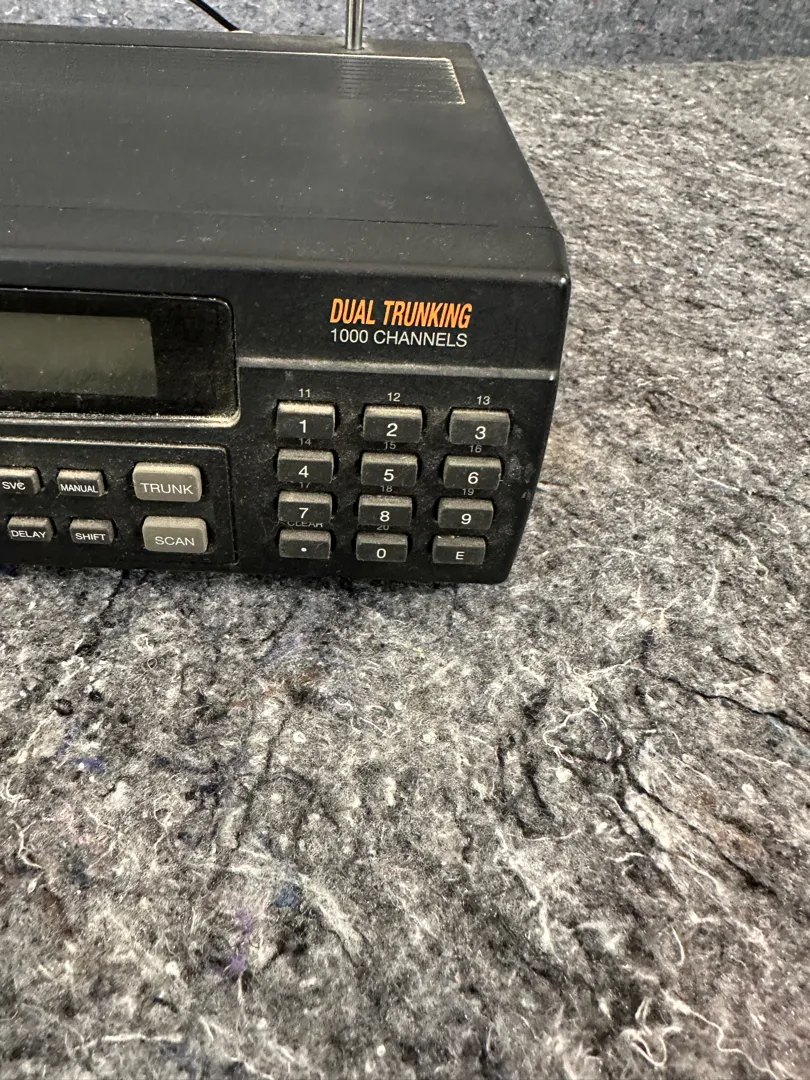 DUAL TRUNKING
1000 CHANNELS
11 12 13
1 2 3
14 15 16
4 5 6
17 18 19
SVC MANUAL TRUNK
7 8 9
CLEAR 20
DELAY SHIFT SCAN
. 0 E